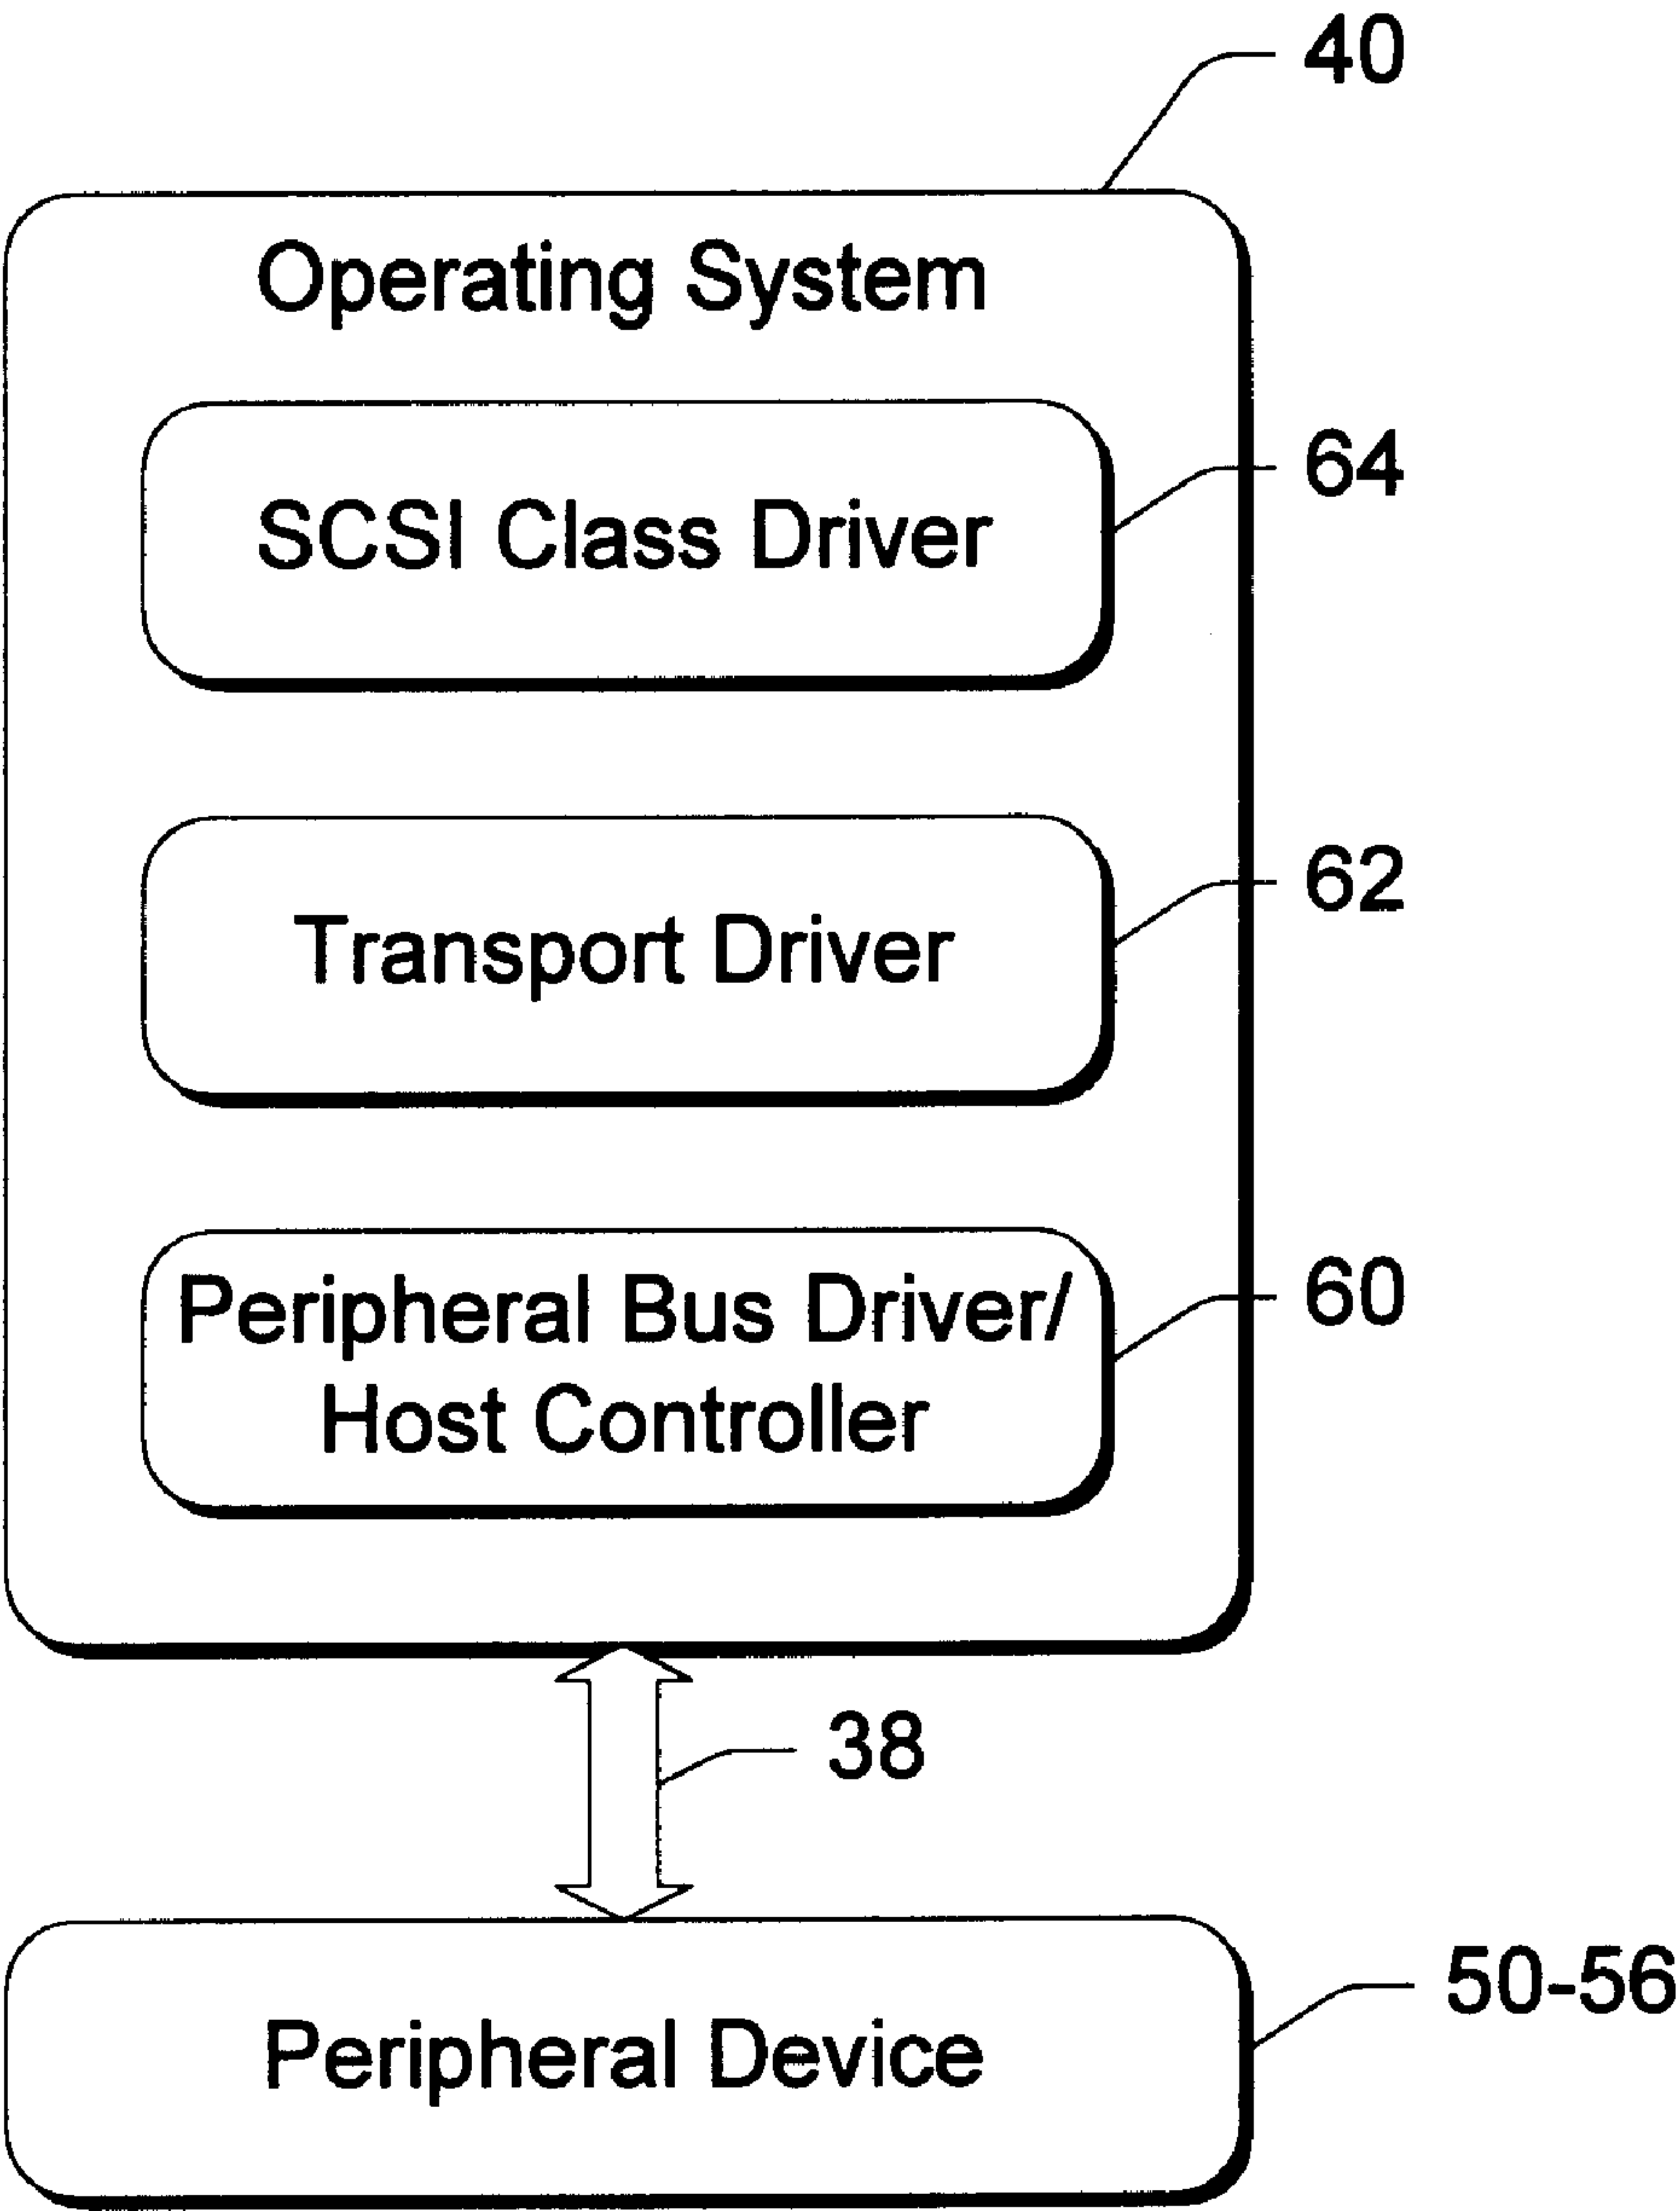 40
Operating System
SCSI Class Driver
64
Transport Driver
62
Peripheral Bus Driver/
Host Controller
60
38
Peripheral Device
50-56